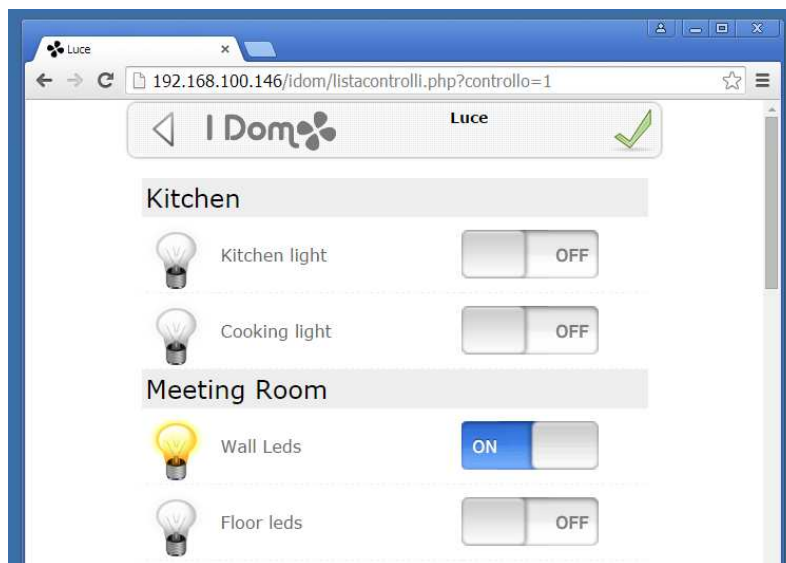 Luce
192.168.100.146/idom/listacontrolli.php?controllo=1
I Dom
Luce
Kitchen
Kitchen light OFF
Cooking light OFF
Meeting Room
Wall Leds ON
Floor leds OFF